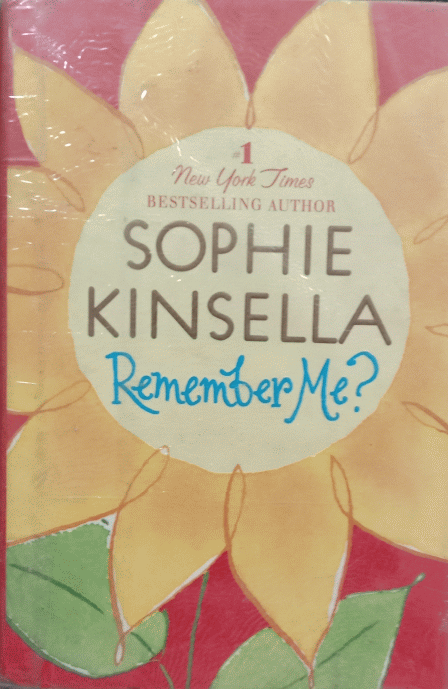 #1
New York Times
BESTSELLING AUTHOR
SOPHIE
KINSELLA
Remember Me?